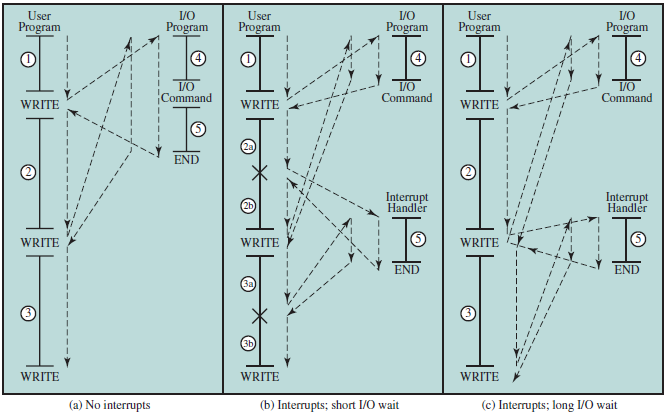 User
Program
I/O
Program
1
4
I/O
Command
WRITE
5
END
2
WRITE
3
WRITE
(a) No interrupts
User
Program
I/O
Program
1
4
I/O
Command
WRITE
2a
Interrupt
Handler
2b
5
WRITE
END
3a
3b
WRITE
(b) Interrupts; short I/O wait
User
Program
I/O
Program
1
4
I/O
Command
WRITE
2
Interrupt
Handler
5
WRITE
END
3
WRITE
(c) Interrupts; long I/O wait